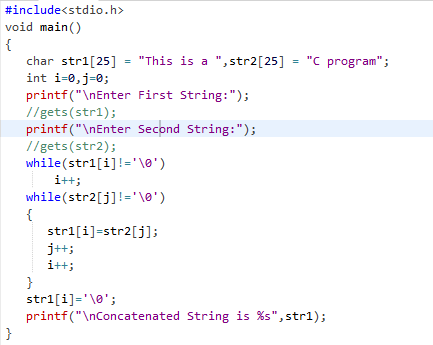 #include<stdio.h>
void main()
{
char str1[25] = "This is a ",str2[25] = "C program";
int i=0,j=0;
printf("\nEnter First String:");
//gets(str1);
printf("\nEnter Second String:");
//gets(str2);
while(str1[i]!='\0')
i++;
while(str2[j]!='\0')
{
str1[i]=str2[j];
j++;
i++;
}
str1[i]='\0';
printf("\nConcatenated String is %s",str1);
}